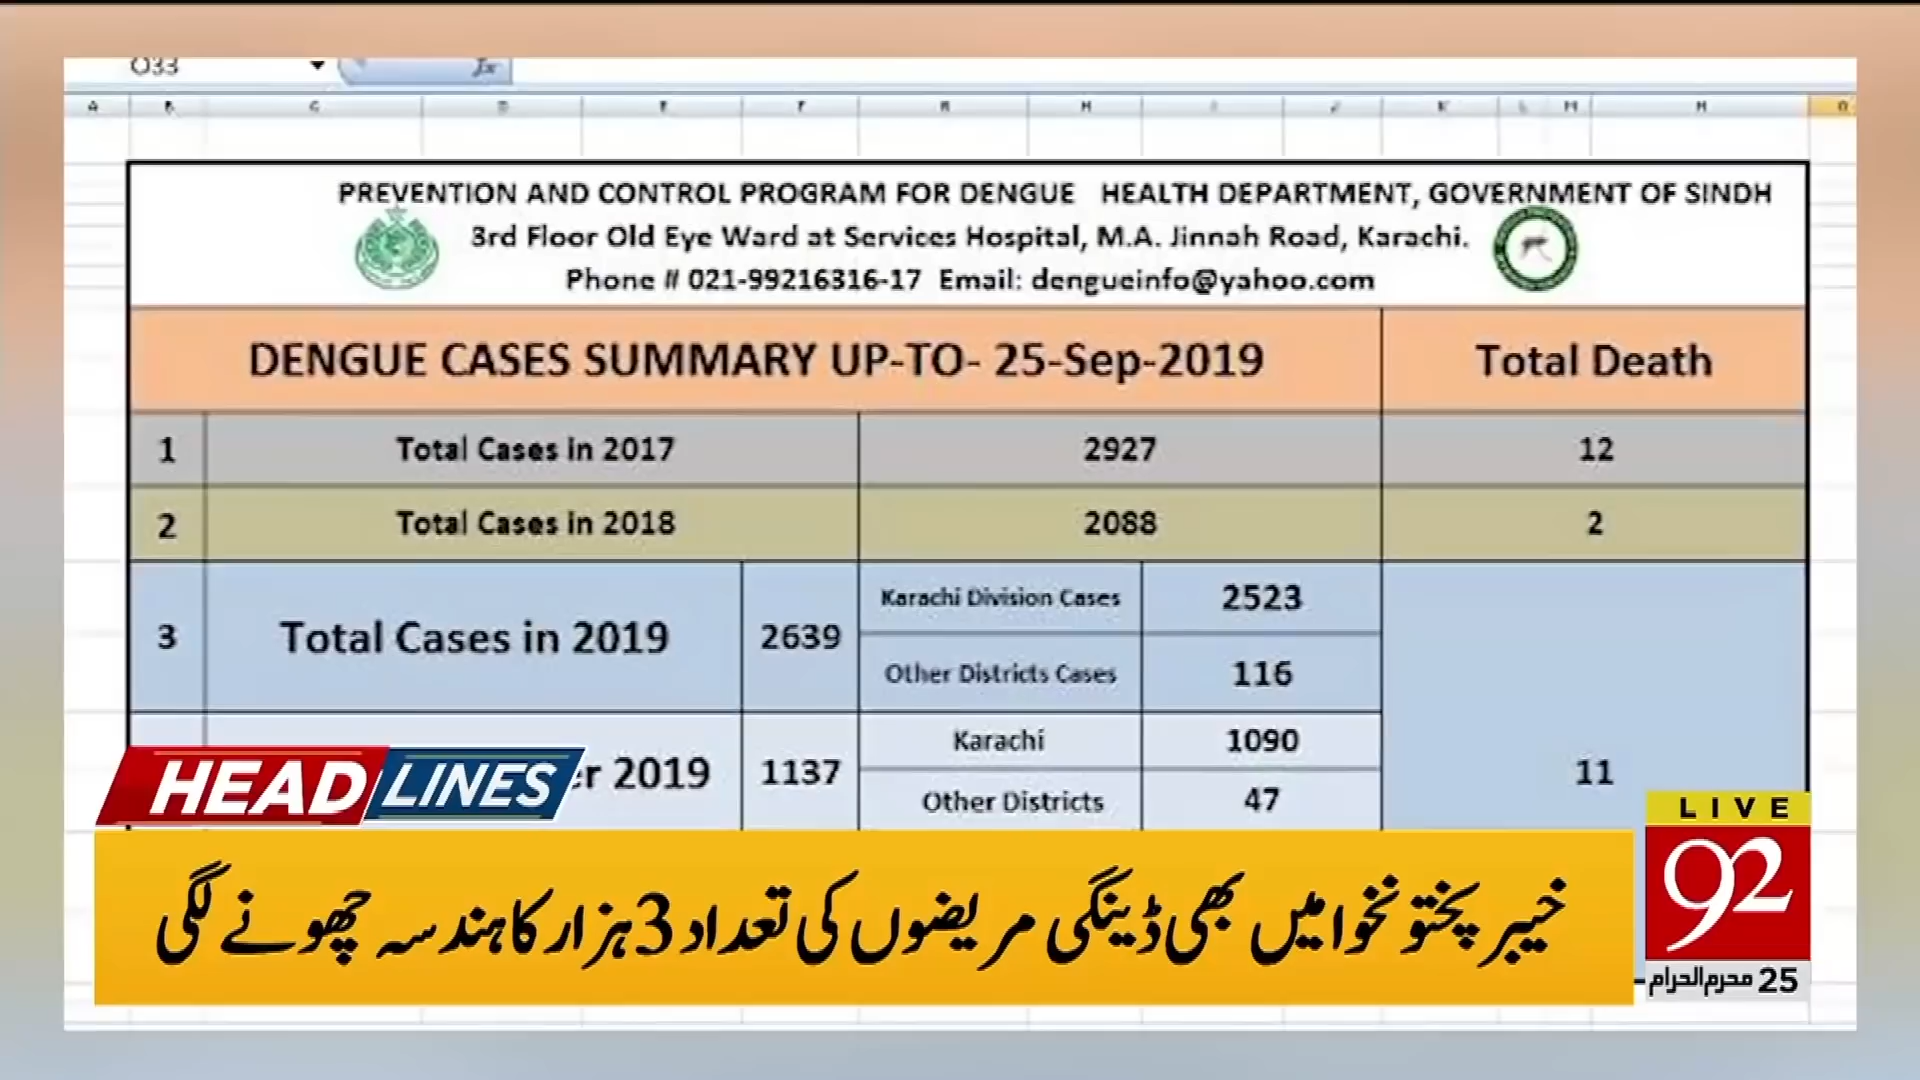 O33 fx
A B C D E F G H I J K L M N O
PREVENTION AND CONTROL PROGRAM FOR DENGUE HEALTH DEPARTMENT, GOVERNMENT OF SINDH
3rd Floor Old Eye Ward at Services Hospital, M.A. Jinnah Road, Karachi.
Phone # 021-99216316-17 Email: dengueinfo@yahoo.com
DENGUE CASES SUMMARY UP-TO- 25-Sep-2019 Total Death
1 Total Cases in 2017 2927 12
2 Total Cases in 2018 2088 2
3 Total Cases in 2019 2639 Karachi Division Cases 2523
Other Districts Cases 116
er 2019 1137 Karachi 1090 11
Other Districts 47
HEADLINES
LIVE
92
خیبرپختونخوا میں بھی ڈینگی مریضوں کی تعداد 3 ہزار کا ہندسہ چھونے لگی
25 محرم الحرام